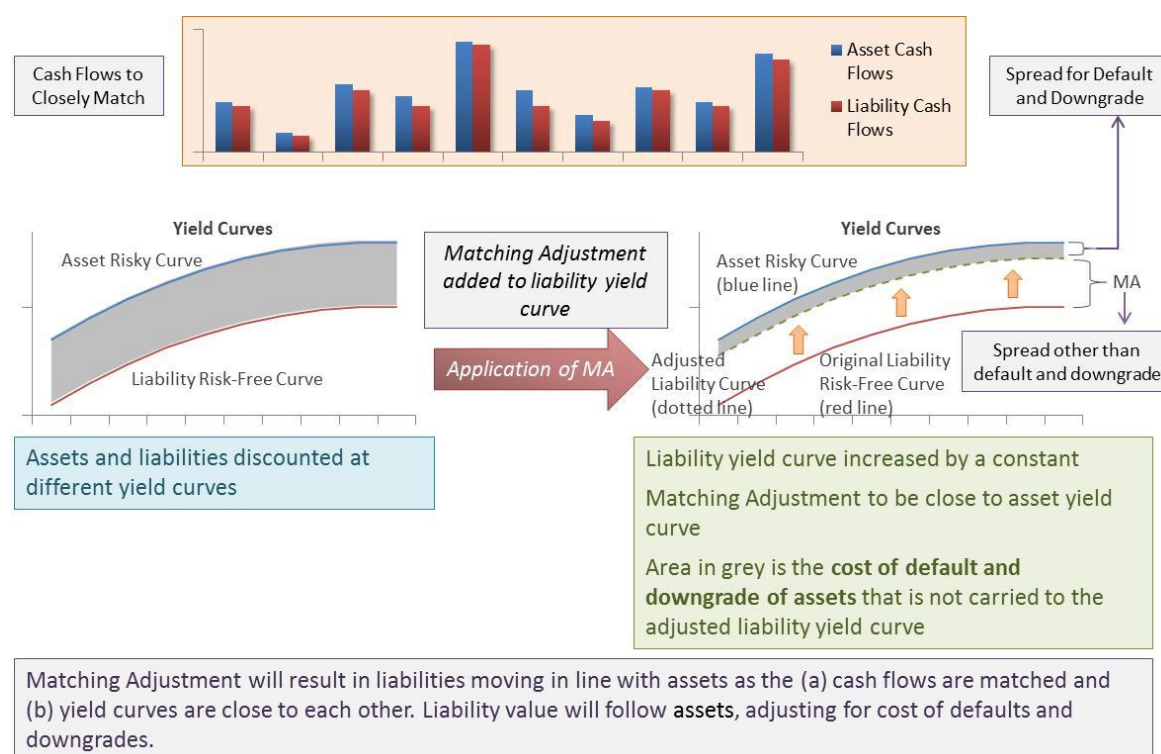 Cash Flows to
Closely Match
Asset Cash
Flows
Liability Cash
Flows
Spread for Default
and Downgrade
Yield Curves
Asset Risky Curve
Liability Risk-Free Curve
Matching Adjustment
added to liability yield
curve
Application of MA
Yield Curves
Asset Risky Curve
(blue line)
MA
Adjusted
Liability Curve
(dotted line)
Original Liability
Risk-Free Curve
(red line)
Spread other than
default and downgrade
Assets and liabilities discounted at
different yield curves
Liability yield curve increased by a constant
Matching Adjustment to be close to asset yield
curve
Area in grey is the cost of default and
downgrade of assets that is not carried to the
adjusted liability yield curve
Matching Adjustment will result in liabilities moving in line with assets as the (a) cash flows are matched and
(b) yield curves are close to each other. Liability value will follow assets, adjusting for cost of defaults and
downgrades.